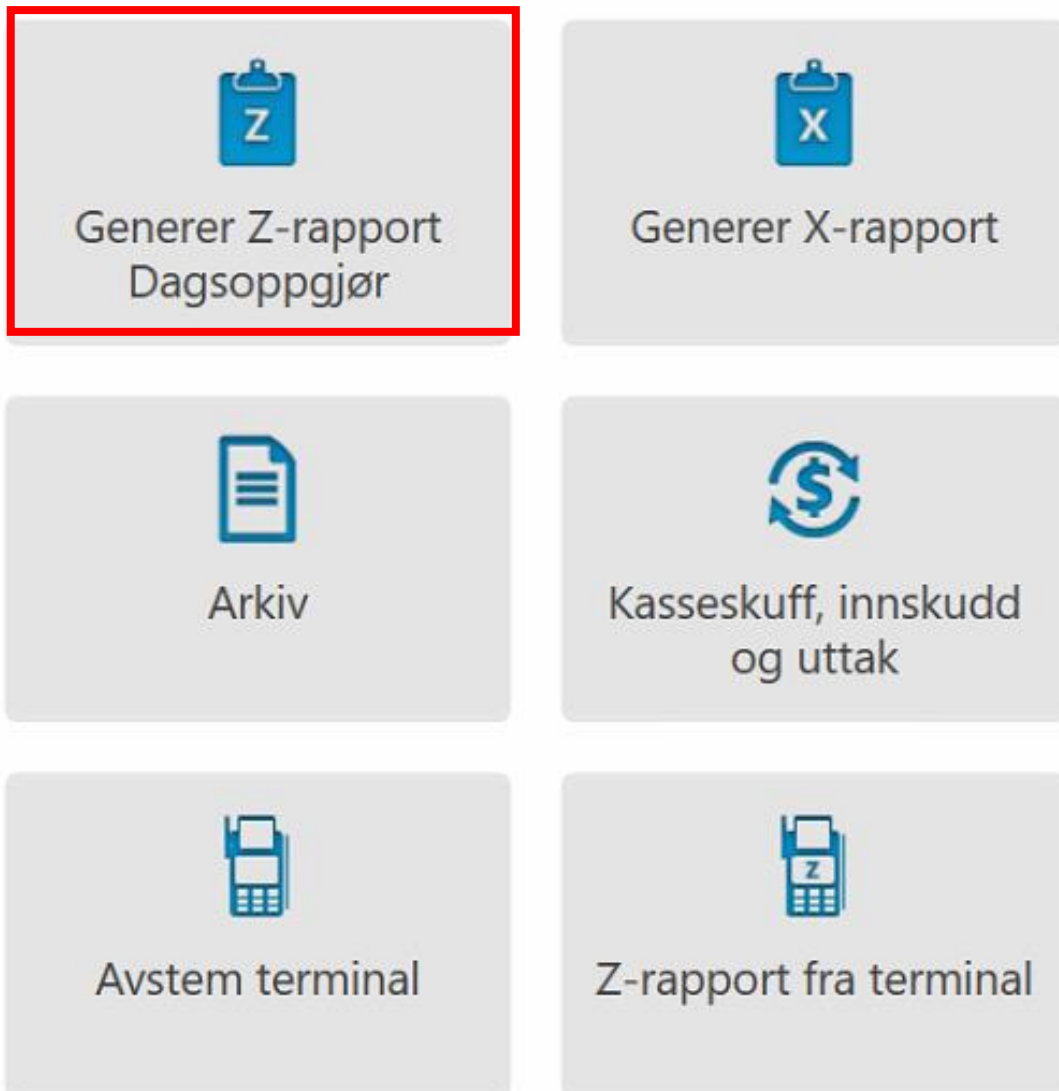 Z
Generer Z-rapport
Dagsoppgjør
X
Generer X-rapport
Arkiv
$
Kasseskuff, innskudd
og uttak
Avstem terminal
Z
Z-rapport fra terminal